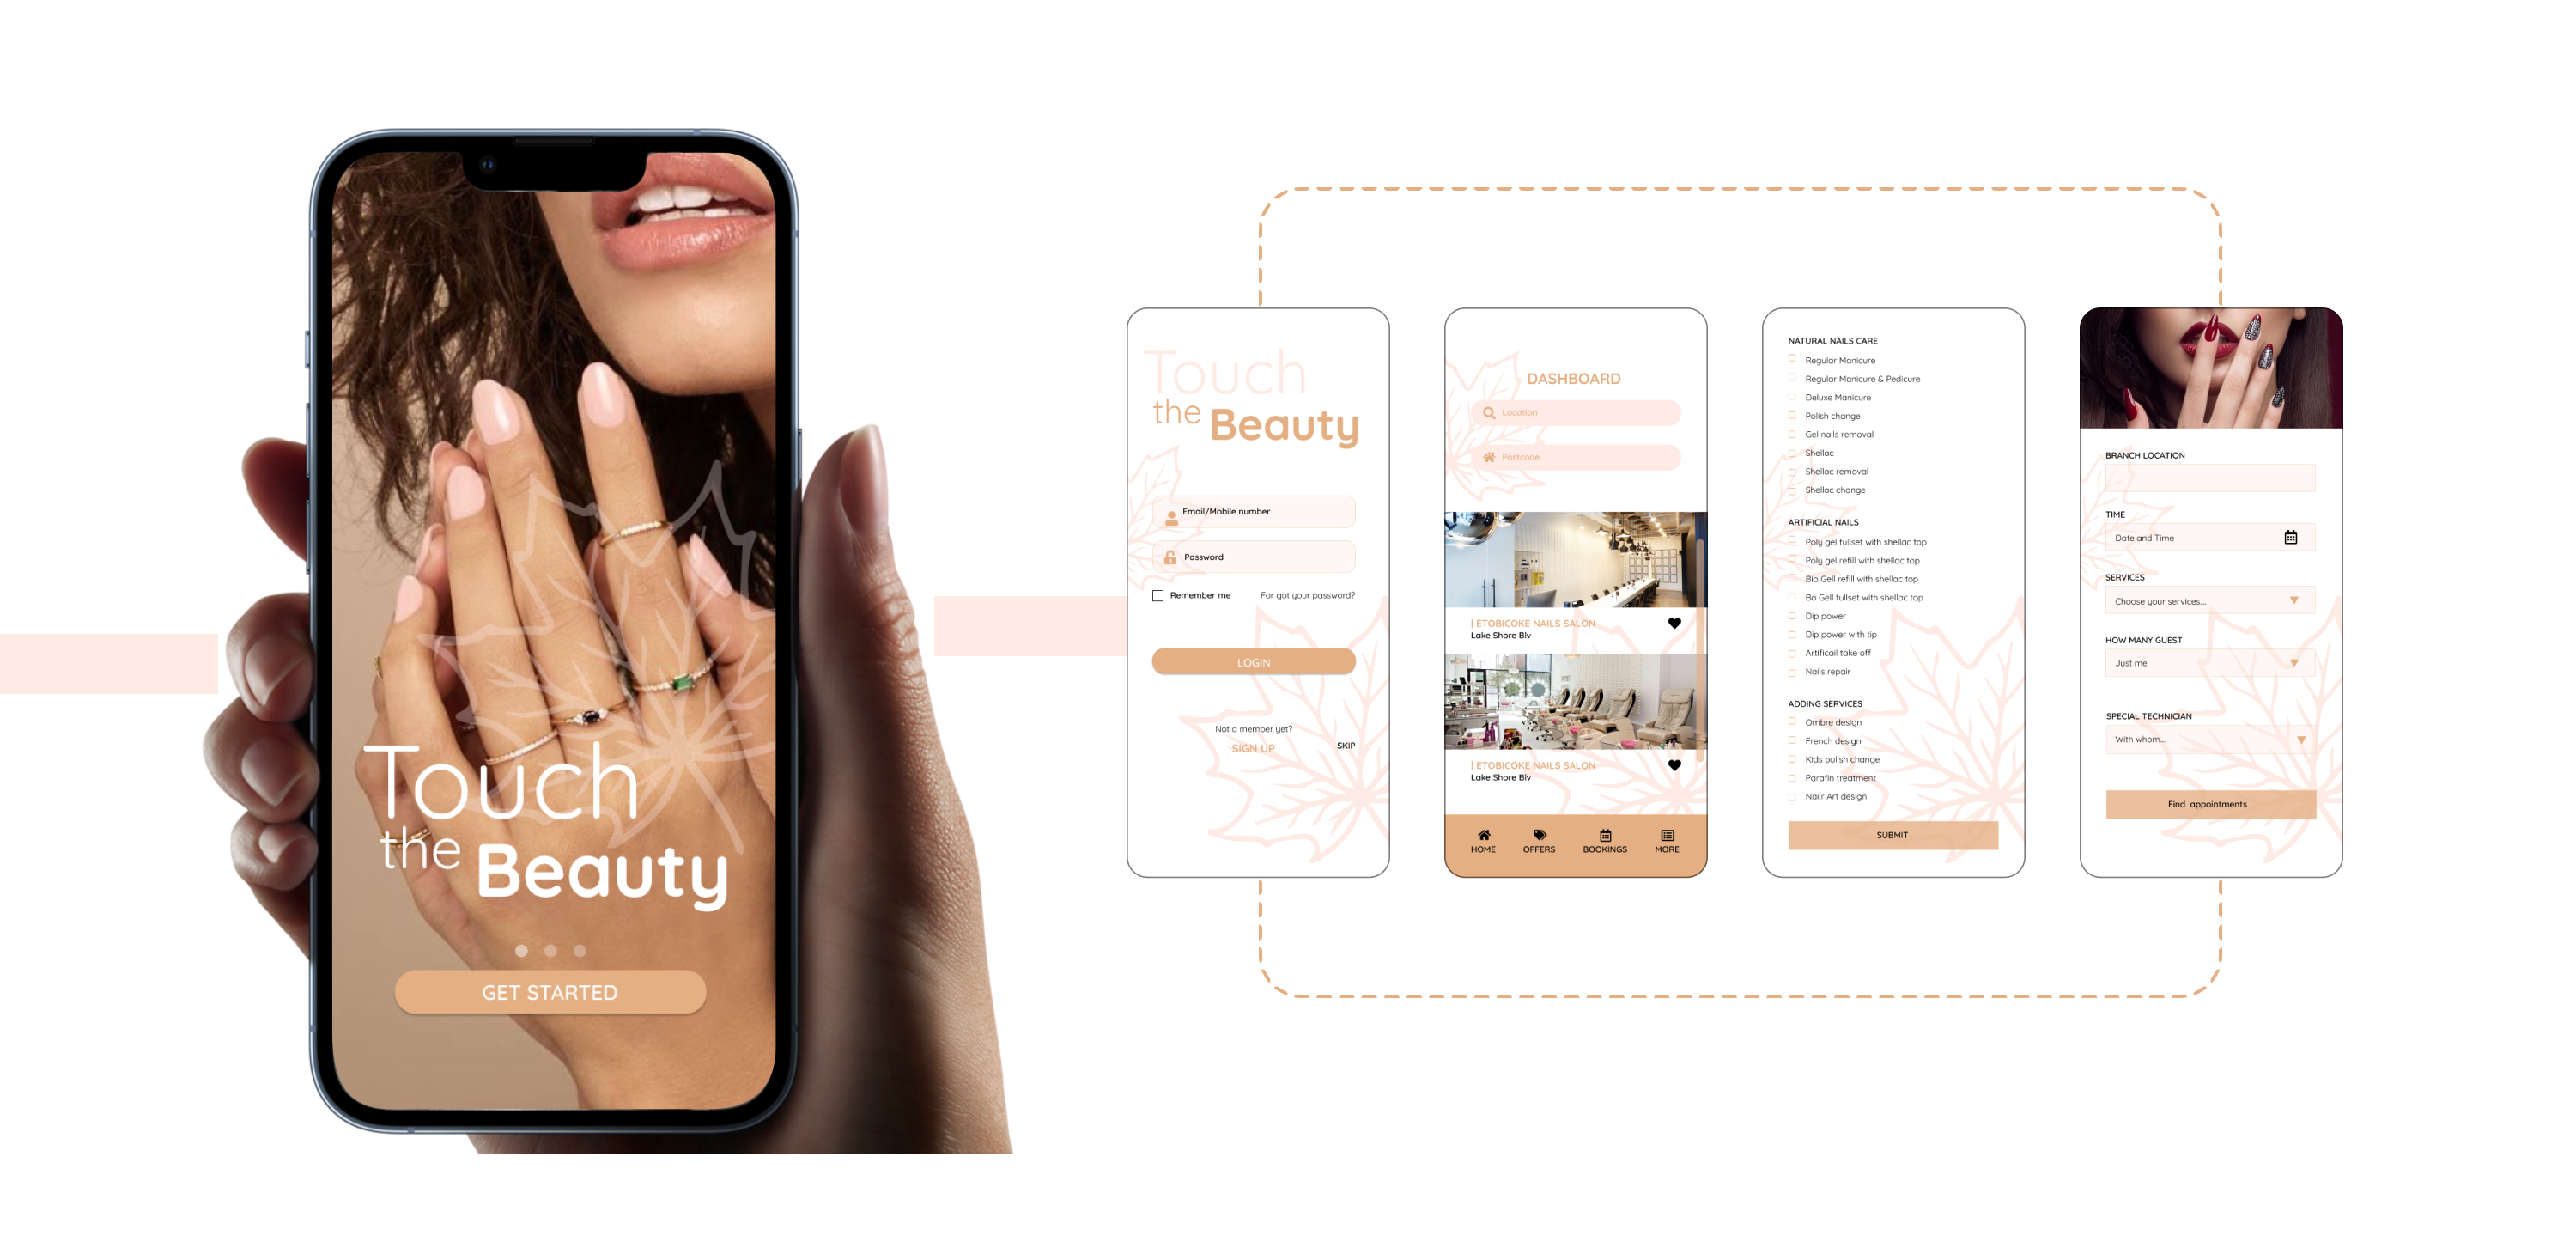 Touch
the Beauty
GET STARTED
Touch
the Beauty
Email/Mobile number
Password
Remember me
For got your password?
LOGIN
Not a member yet?
SIGN UP
SKIP
DASHBOARD
Location
Postcode
| ETOBICOKE NAILS SALON
Lake Shore Blv
| ETOBICOKE NAILS SALON
Lake Shore Blv
HOME
OFFERS
BOOKINGS
MORE
NATURAL NAILS CARE
Regular Manicure
Regular Manicure & Pedicure
Deluxe Manicure
Polish change
Gel nails removal
Shellac
Shellac removal
Shellac change
ARTIFICIAL NAILS
Poly gel fullset with shellac top
Poly gel refill with shellac top
Bio Gell refill with shellac top
Bo Gell fullset with shellac top
Dip power
Dip power with tip
Artificail take off
Nails repair
ADDING SERVICES
Ombre design
French design
Kids polish change
Parafin treatment
Nailr Art design
SUBMIT
BRANCH LOCATION
TIME
Date and Time
SERVICES
Choose your services...
HOW MANY GUEST
Just me
SPECIAL TECHNICIAN
With whom...
Find appointments